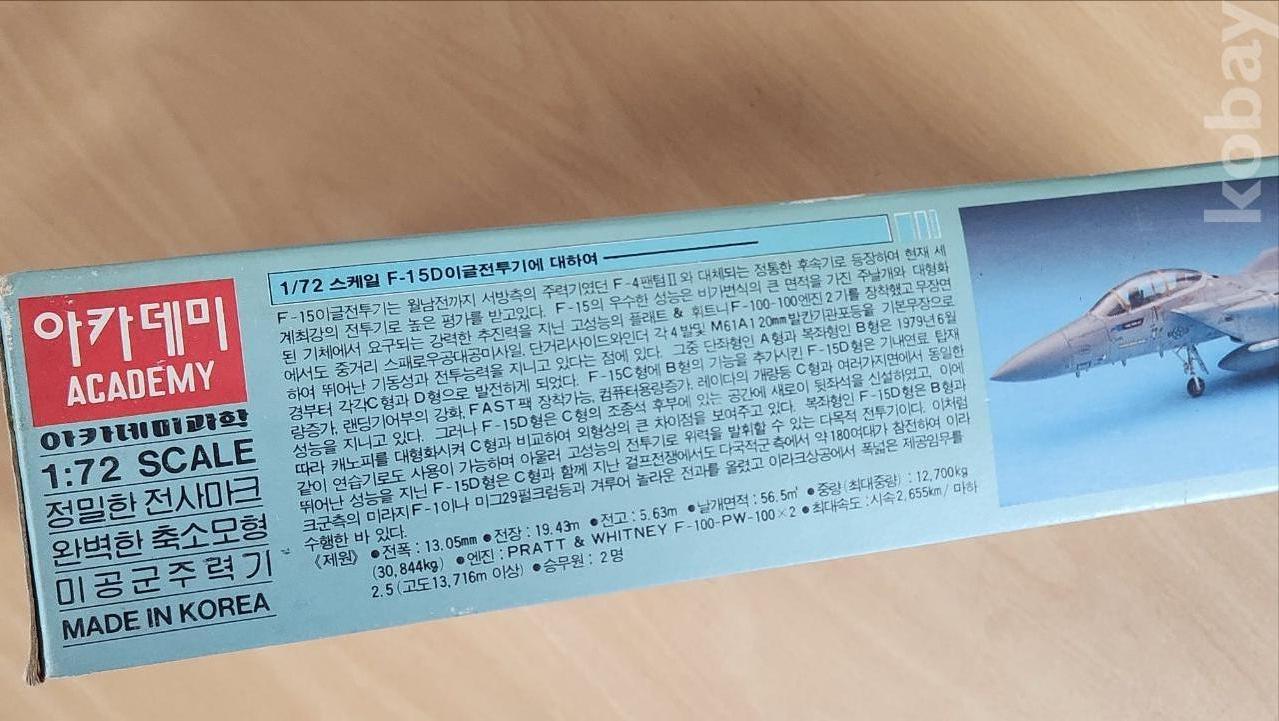 아카데미
ACADEMY
아카데미과학
1:72 SCALE
정밀한 전사마크
완벽한 축소모형
미공군주력기
MADE IN KOREA
1/72 스케일 F-15D이글전투기에 대하여
F-15이글전투기는 월남전까지 서방측의 주력기였던 F-4팬텀Ⅱ와 대체되는 정통한 후속기로 등장하여 현재 세
계최강의 전투기로 높은 평가를 받고있다. F-15의 우수한 성능은 비가변식의 큰 면적을 가진 주날개와 대형화
된 기체에서 요구되는 강력한 추진력을 지닌 고성능의 플래트 & 휘트니F-100-100엔진 2기를 장착했고 무장면
에서도 중거리 스패로우공대공미사일, 단거리사이드와인더 각 4발및 M61A1 20mm발칸기관포등을 기본무장으로
하여 뛰어난 기동성과 전투능력을 지니고 있다는 점에 있다. 그중 단좌형인 A형과 복좌형인 B형은 1979년 6월
경부터 각각C형과 D형으로 발전하게 되었다. F-15C형에 B형의 기능을 추가시킨 F-15D형은 기내연료 탑재
량증가, 랜딩기어부의 강화, FAST팩 장착가능, 컴퓨터용량증가, 레이다의 개량등 C형과 여러가지면에서 동일한
성능을 지니고 있다. 그러나 F-15D형은 C형의 조종석 후부에 있는 공간에 새로이 뒷좌석을 신설하였고, 이에
따라 캐노피를 대형화시켜 C형과 비교하여 외형상의 큰 차이점을 보여주고 있다. 복좌형인 F-15D형은 B형과
같이 연습기로도 사용이 가능하며 아울러 고성능의 전투기로 위력을 발휘할 수 있는 다목적 전투기이다. 이처럼
뛰어난 성능을 지닌 F-15D형은 C형과 함께 지난 걸프전쟁에서도 다국적군 측에서 약 180여대가 참전하여 이라
크군측의 미라지F-1이나 미그29펄크럼등과 겨루어 놀라운 전과를 올렸고 이라크상공에서 폭넓은 제공임무를
수행한 바 있다.
《제원》 ●전폭 : 13.05mm ●전장 : 19.43m ●전고 : 5.63m ●날개면적 : 56.5㎡ ●중량 (최대중량) : 12,700kg
(30,844kg) ●엔진 : PRATT & WHITNEY F-100-PW-100×2 ●최대속도 : 시속2,655km / 마하
2.5 (고도13,716m 이상) ●승무원 : 2명
kobay